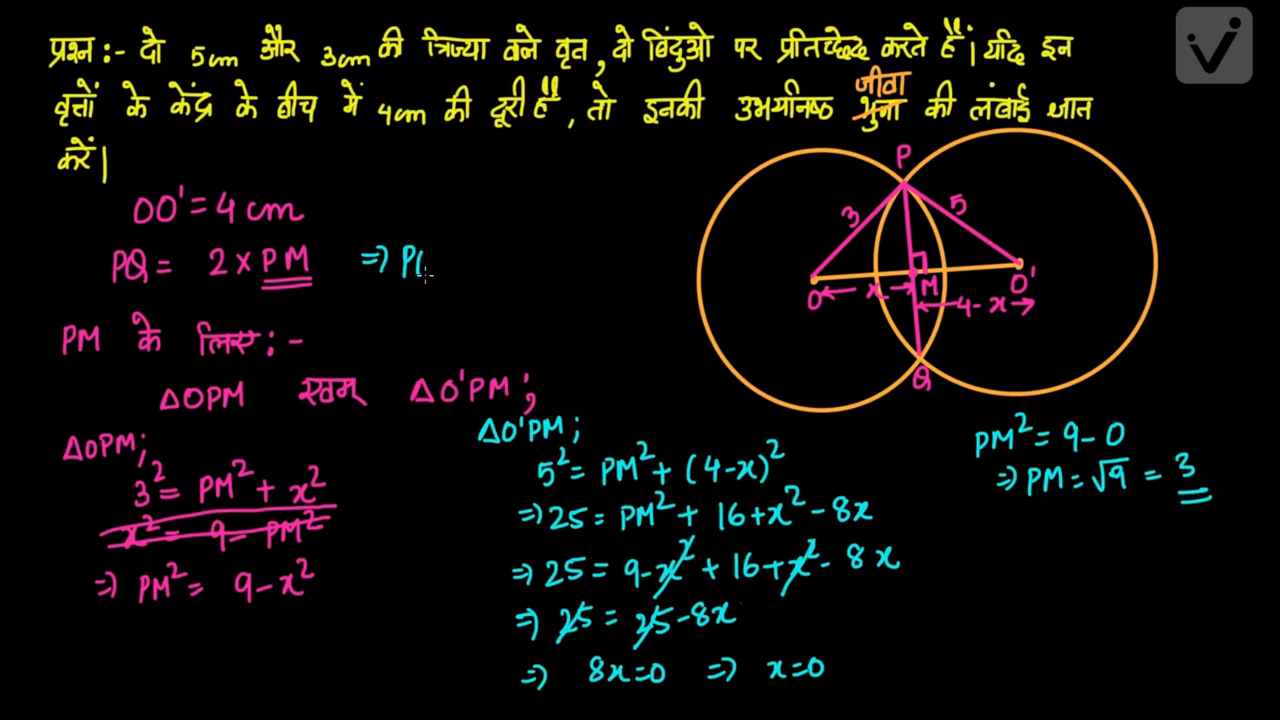 प्रश्न :- दो 5cm और 3cm की त्रिज्या वाले वृत, दो बिंदुओ पर प्रतिच्छेद करते हैं। यदि इन
वृत्तों के केंद्र के बीच में 4cm की दूरी है", तो इनकी उभयनिष्ठ भुजा की लंबाई ज्ञात
जीवा
करें।
OO' = 4 cm
PQ = 2 × PM ⇒ P
PM के लिए :-
ΔOPM एवम् ΔO'PM ;
ΔOPM;
3² = PM² + x²
x² = 9 - PM²
⇒ PM² = 9 - x²
ΔO'PM ;
5² = PM² + (4-x)²
⇒ 25 = PM² + 16 + x² - 8x
⇒ 25 = 9 - x² + 16 + x² - 8x
⇒ 25 = 25 - 8x
⇒ 8x = 0 ⇒ x = 0
PM² = 9 - 0
⇒ PM = √9 = 3
P
3
5
O
x
M
4 - x
O'
Q